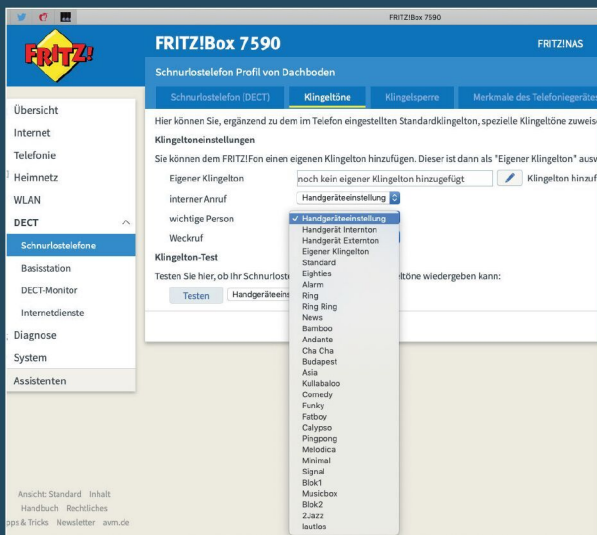 FRITZ!Box 7590
FRITZ!
FRITZ!Box 7590
FRITZ!NAS
Schnurlostelefon Profil von Dachboden
Schnurlostelefon (DECT) Klingeltöne Klingelsperre Merkmale des Telefoniegerätes
Übersicht
Internet
Telefonie
Heimnetz
WLAN
DECT
Schnurlostelefone
Basisstation
DECT-Monitor
Internetdienste
Diagnose
System
Assistenten
Ansicht: Standard Inhalt
Handbuch Rechtliches
Tricks Newsletter avm.de
Hier können Sie, ergänzend zu dem im Telefon eingestellten Standardklingelton, spezielle Klingeltöne zuweise
Klingeltoneinstellungen
Sie können dem FRITZ!Fon einen eigenen Klingelton hinzufügen. Dieser ist dann als "Eigener Klingelton" ausw
Eigener Klingelton noch kein eigener Klingelton hinzugefügt Klingelton hinzuf
interner Anruf Handgeräteeinstellung
wichtige Person
Weckruf
Klingelton-Test
Testen Sie hier, ob Ihr Schnurlost eltöne wiedergeben kann:
Testen Handgeräteeins
✓ Handgeräteeinstellung
Handgerät Internton
Handgerät Externton
Eigener Klingelton
Standard
Eighties
Alarm
Ring
Ring Ring
News
Bamboo
Andante
Cha Cha
Budapest
Asia
Kullabaloo
Comedy
Funky
Fatboy
Calypso
Pingpong
Melodica
Minimal
Signal
Blok1
Musicbox
Blok2
2Jazz
lautlos